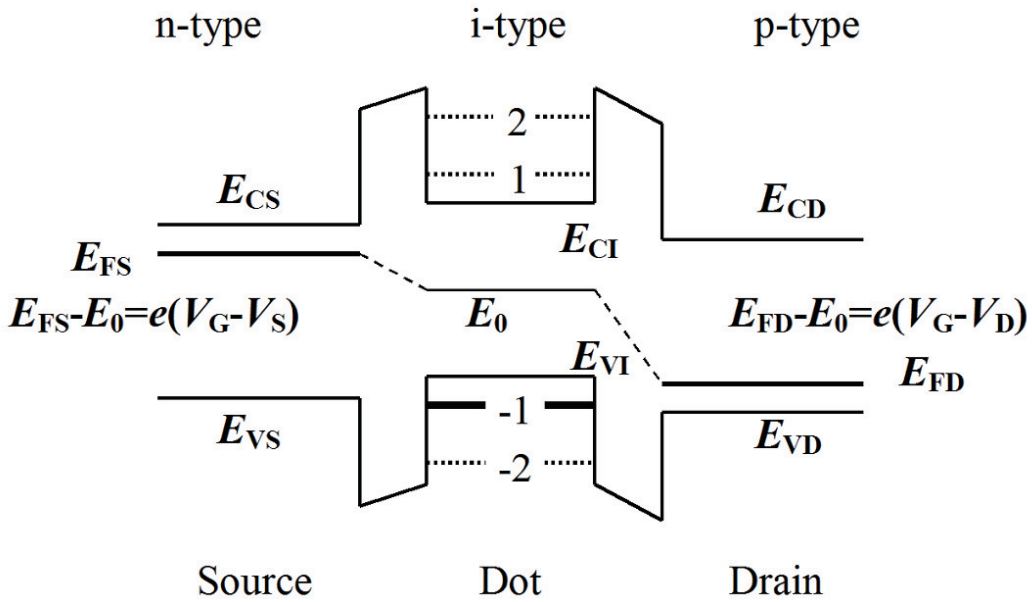 n-type i-type p-type
2
1
E_CS E_CD
E_CI
E_FS
E_FS-E_0=e(V_G-V_S) E_0 E_FD-E_0=e(V_G-V_D)
E_VI E_FD
-1
E_VS E_VD
-2
Source Dot Drain